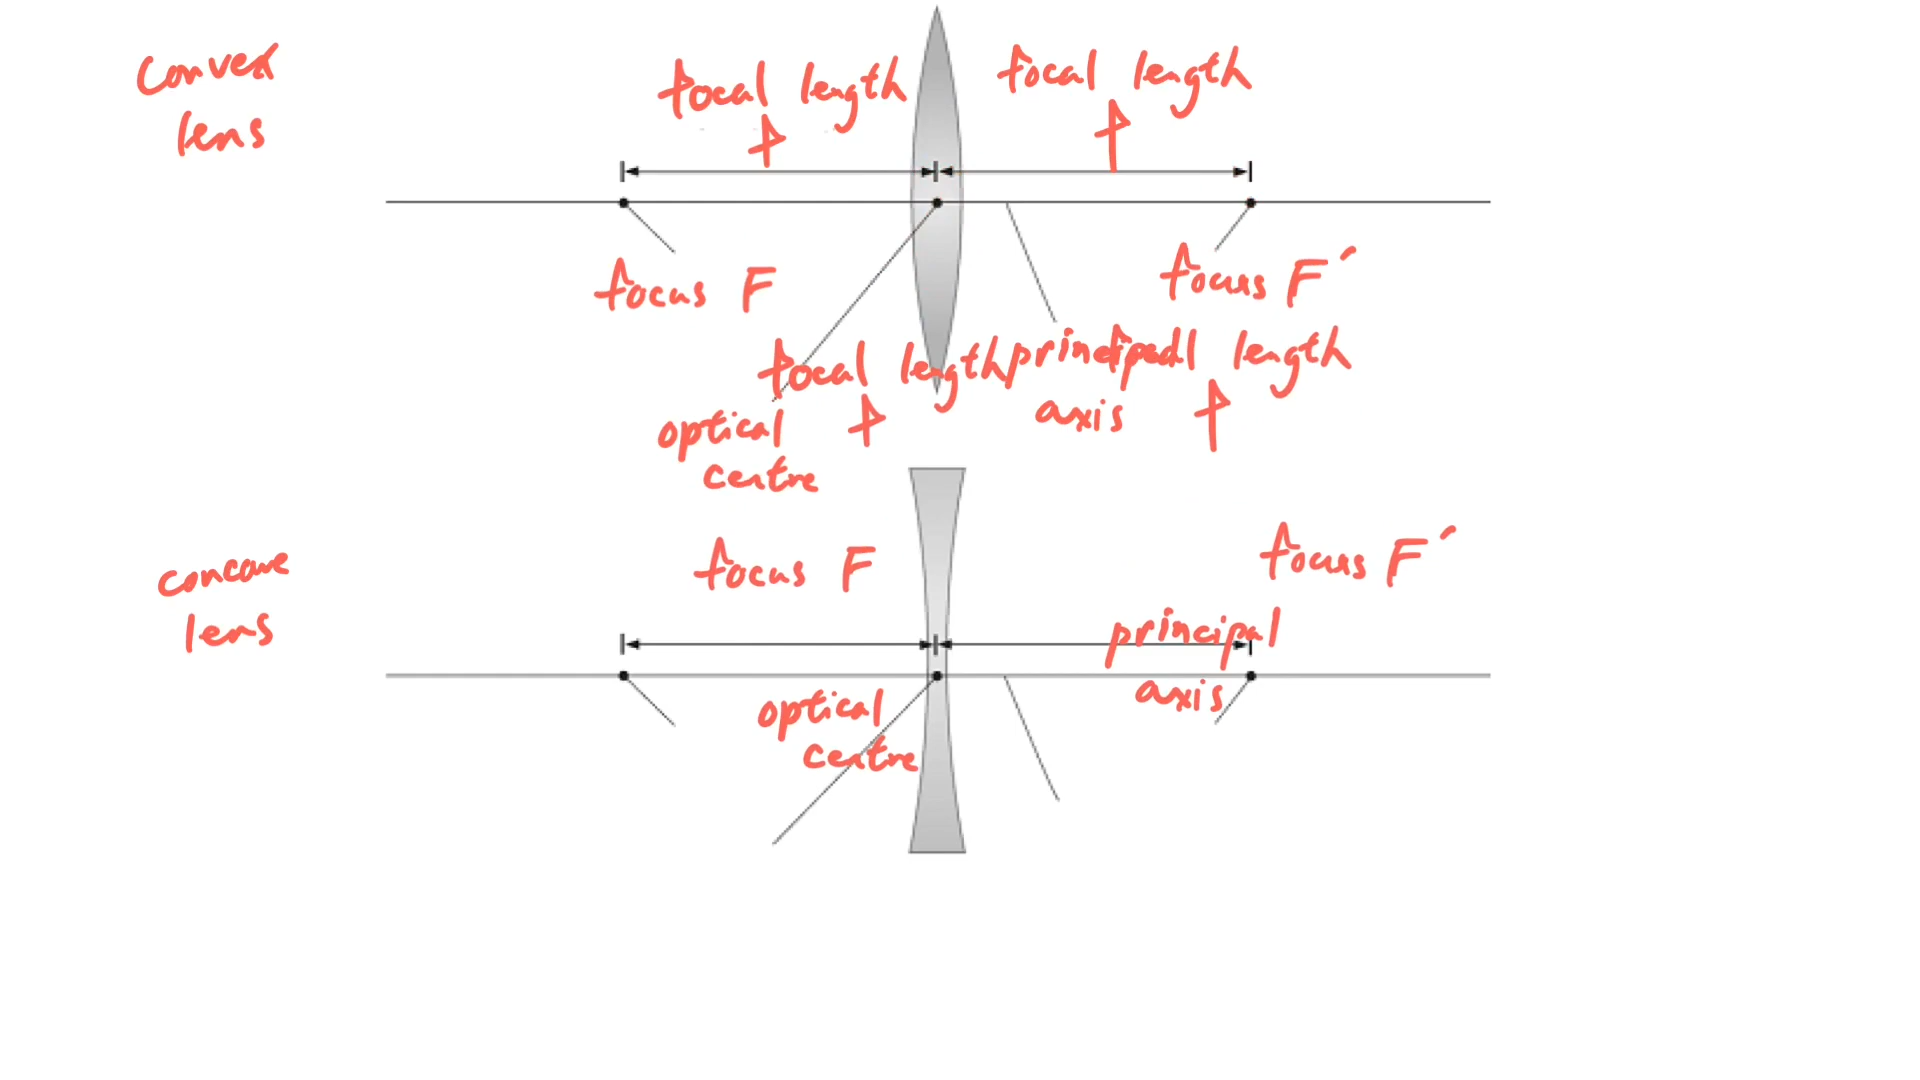 convex
lens
focal length
f
focal length
f
focus F
focus F′
focal length
f
principal
axis
focal length
f
optical
centre
concave
lens
focus F
focus F′
principal
axis
optical
centre